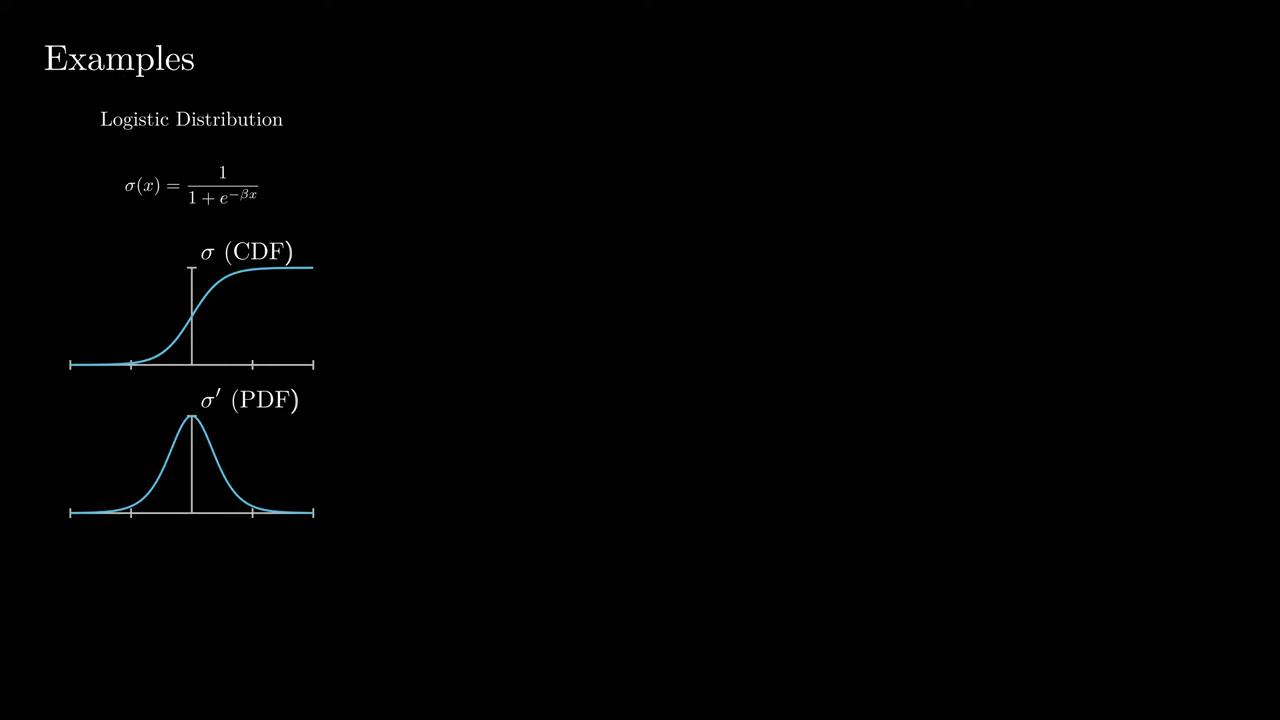 Examples
Logistic Distribution
σ(x) = 1 / (1 + e^{−βx})
σ (CDF)
σ′ (PDF)